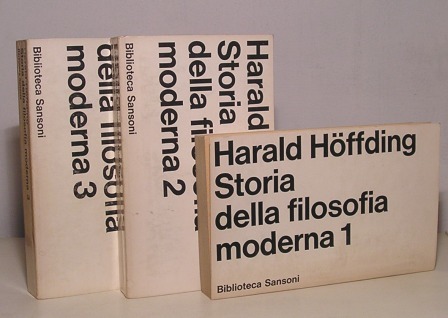 della filosofia
moderna 3
Biblioteca Sansoni
Harald
Storia
della filoso
moderna 2
Biblioteca Sansoni
Harald Höffding
Storia
della filosofia
moderna 1
Biblioteca Sansoni